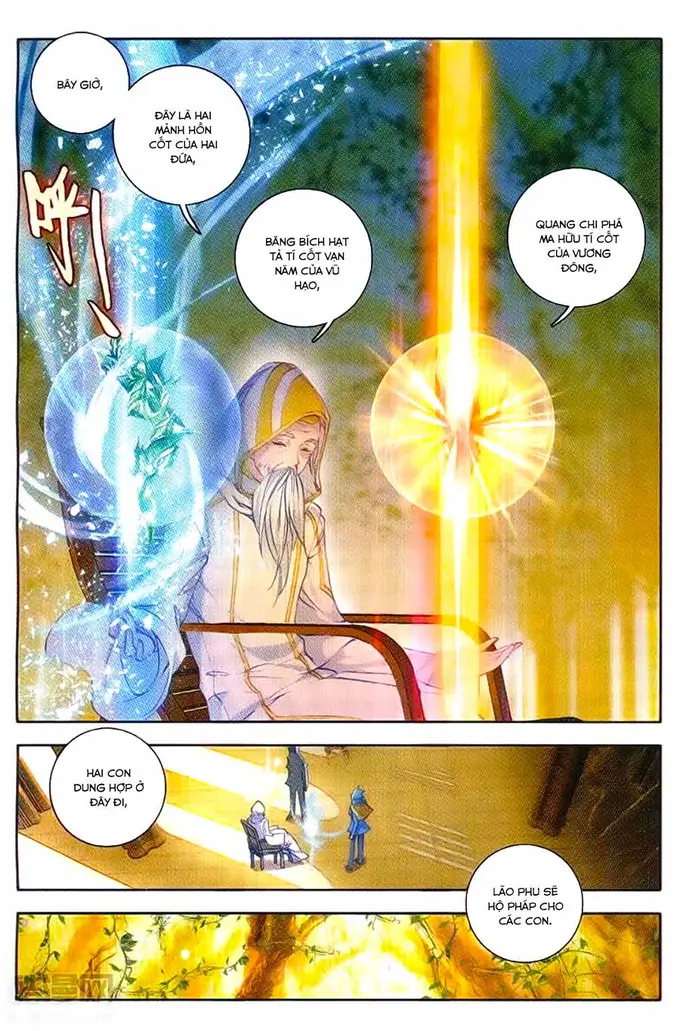 BÂY GIỜ,
ĐÂY LÀ HAI
MẢNH HỒN
CỐT CỦA HAI
ĐỨA,
BĂNG BÍCH HẠT
TẢ TÍ CỐT VẠN
NĂM CỦA VŨ
HẠO,
QUANG CHI PHÁ
MA HỮU TÍ CỐT
CỦA VƯƠNG
ĐÔNG,
HAI CON
DUNG HỢP Ở
ĐÂY ĐI,
LÃO PHU SẼ
HỘ PHÁP CHO
CÁC CON.